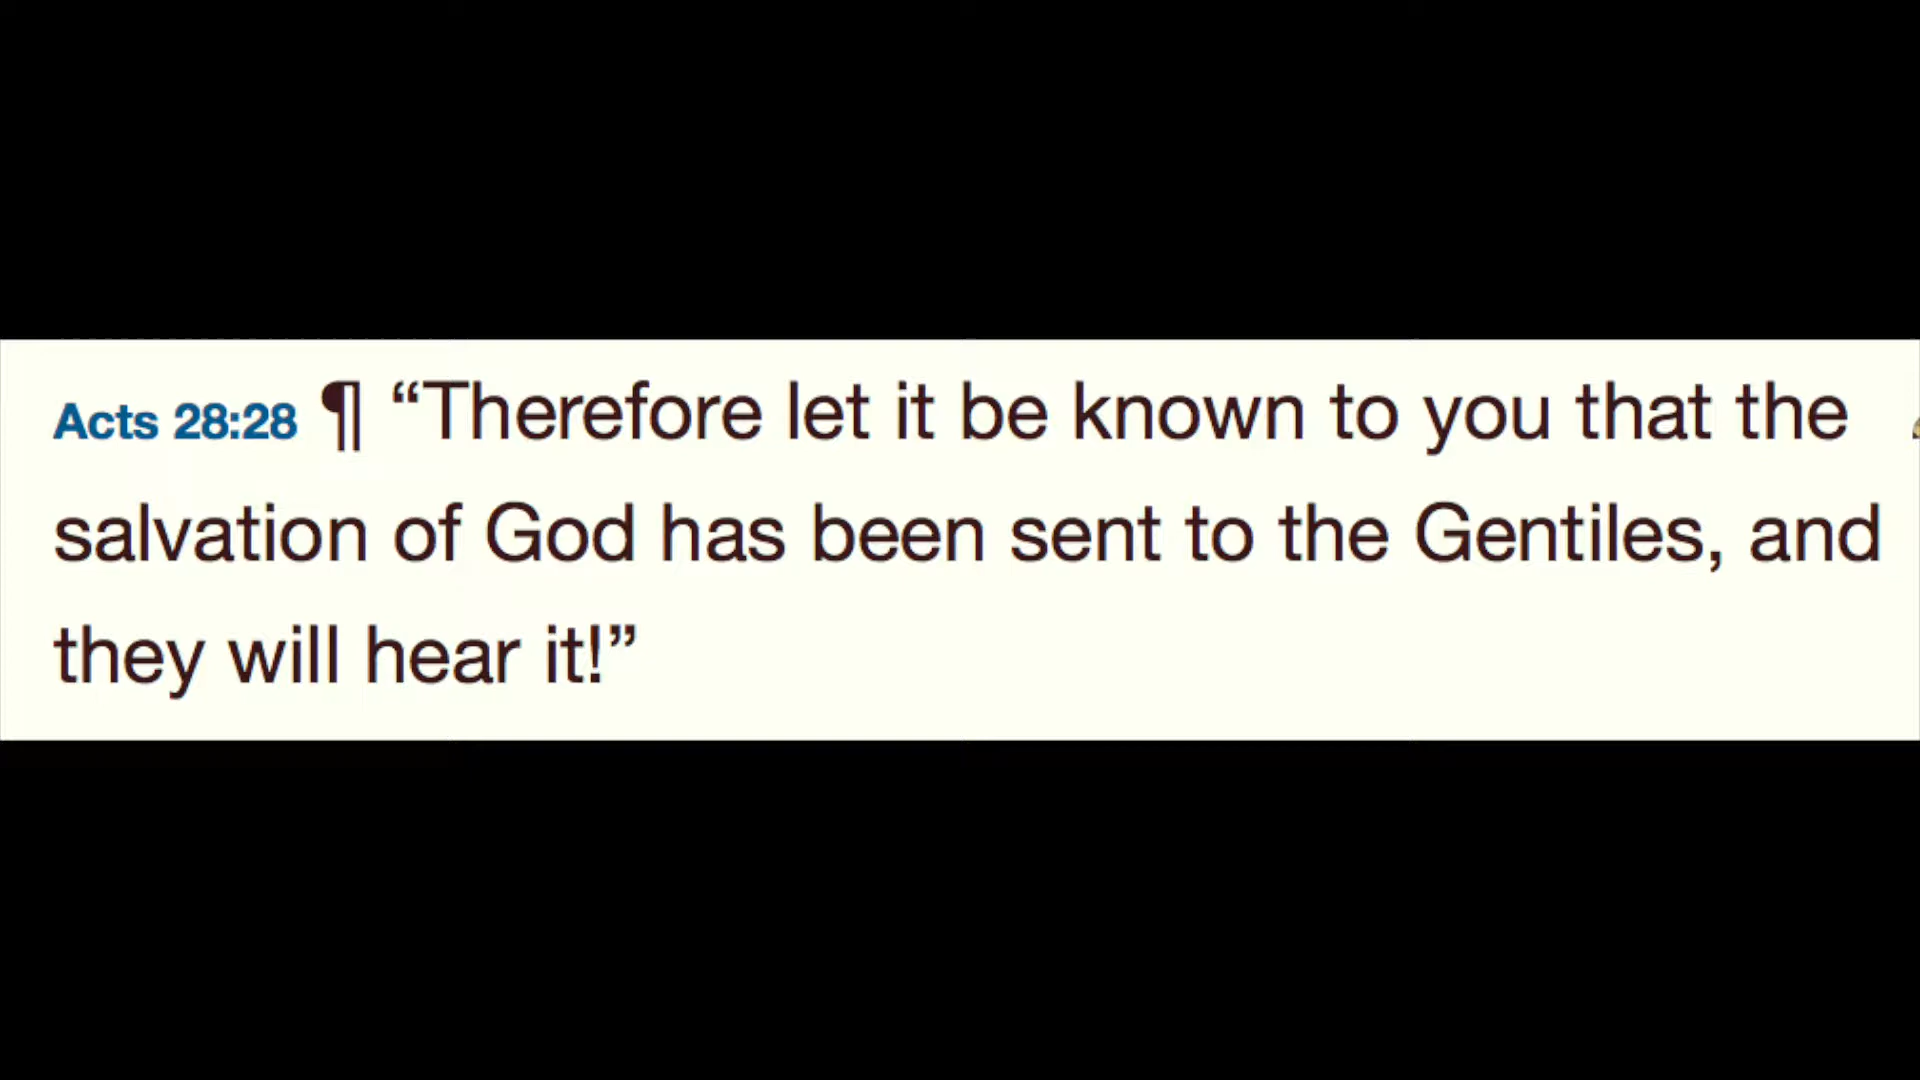 Acts 28:28 ¶ “Therefore let it be known to you that the
salvation of God has been sent to the Gentiles, and
they will hear it!”